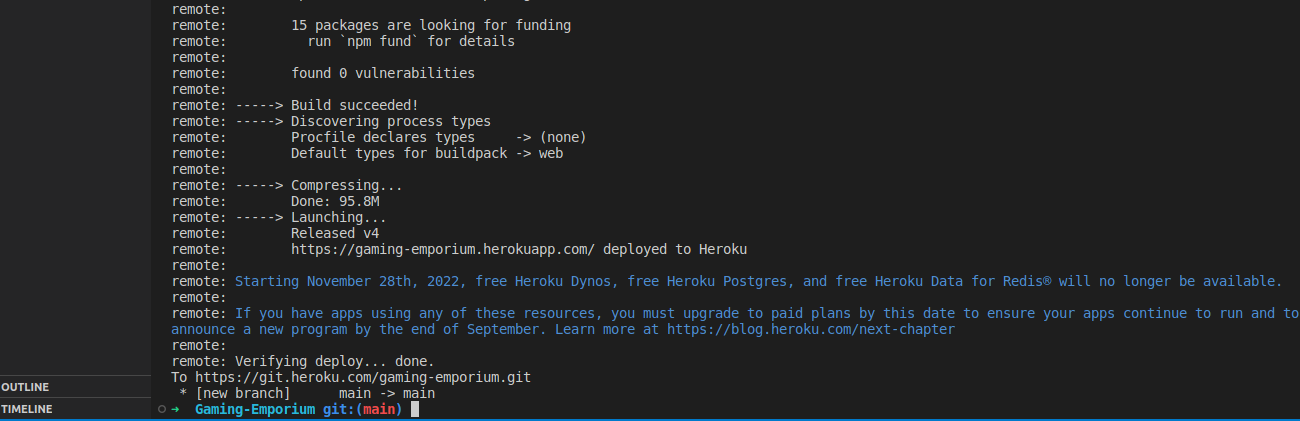 remote:
remote:        15 packages are looking for funding
remote:          run `npm fund` for details
remote:
remote:        found 0 vulnerabilities
remote:
remote: -----> Build succeeded!
remote: -----> Discovering process types
remote:        Procfile declares types     -> (none)
remote:        Default types for buildpack -> web
remote:
remote: -----> Compressing...
remote:        Done: 95.8M
remote: -----> Launching...
remote:        Released v4
remote:        https://gaming-emporium.herokuapp.com/ deployed to Heroku
remote:
remote: Starting November 28th, 2022, free Heroku Dynos, free Heroku Postgres, and free Heroku Data for Redis® will no longer be available.
remote:
remote: If you have apps using any of these resources, you must upgrade to paid plans by this date to ensure your apps continue to run and to
announce a new program by the end of September. Learn more at https://blog.heroku.com/next-chapter
remote:
remote: Verifying deploy... done.
To https://git.heroku.com/gaming-emporium.git
 * [new branch]      main -> main
➜  Gaming-Emporium git:(main)
OUTLINE
TIMELINE